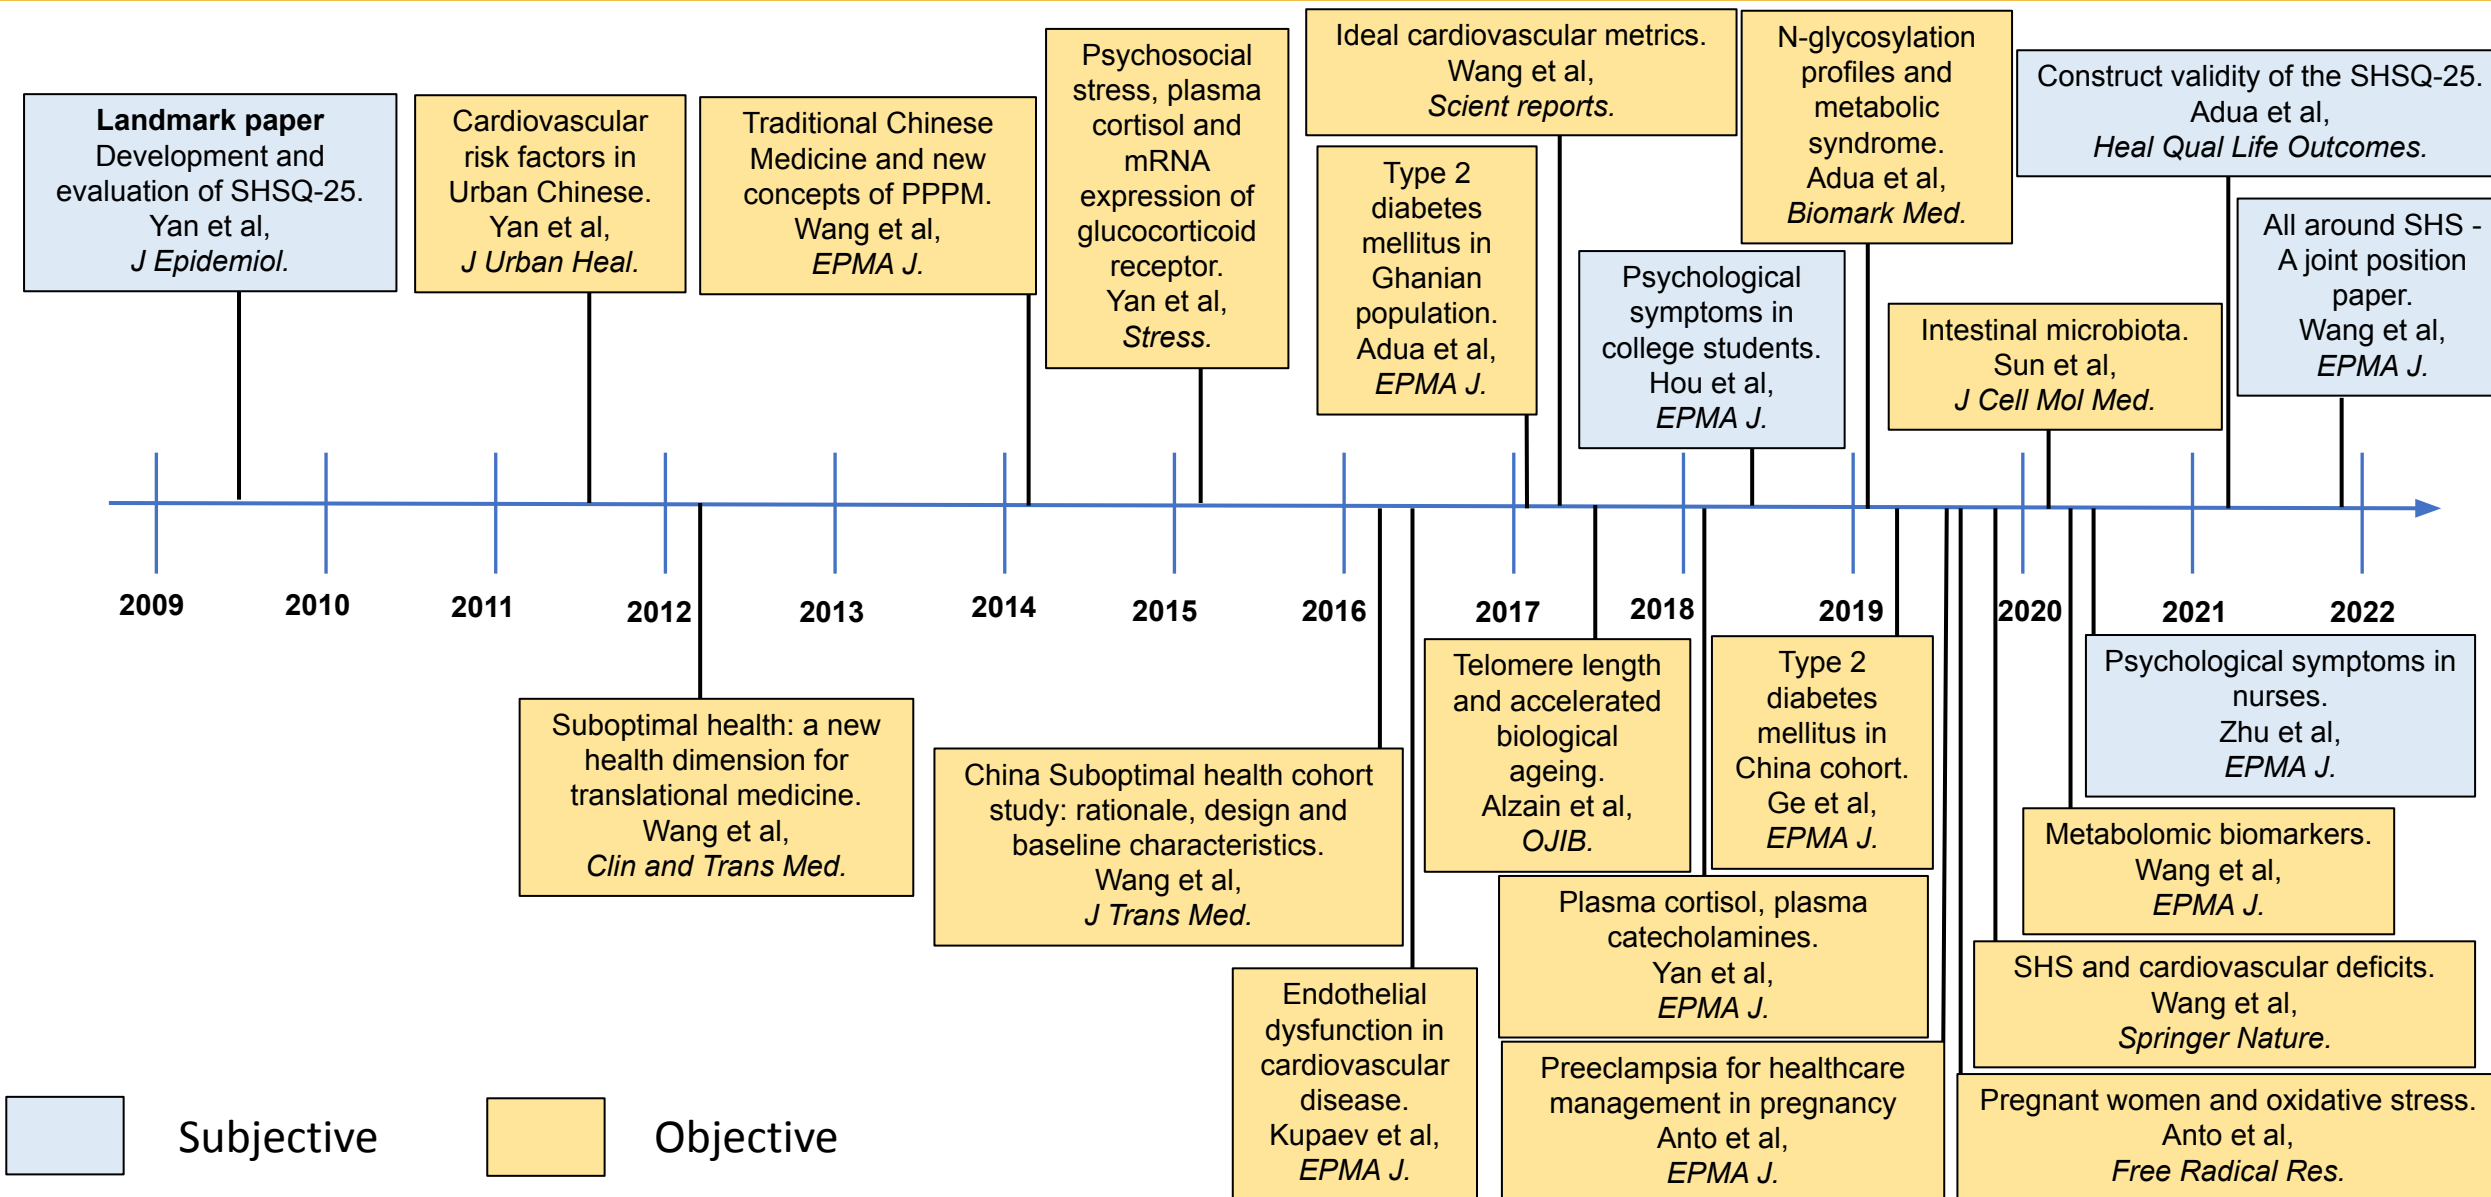 Landmark paper
Development and
evaluation of SHSQ-25.
Yan et al,
J Epidemiol.
Cardiovascular
risk factors in
Urban Chinese.
Yan et al,
J Urban Heal.
Traditional Chinese
Medicine and new
concepts of PPPM.
Wang et al,
EPMA J.
Psychosocial
stress, plasma
cortisol and
mRNA
expression of
glucocorticoid
receptor.
Yan et al,
Stress.
Ideal cardiovascular metrics.
Wang et al,
Scient reports.
Type 2
diabetes
mellitus in
Ghanian
population.
Adua et al,
EPMA J.
N-glycosylation
profiles and
metabolic
syndrome.
Adua et al,
Biomark Med.
Psychological
symptoms in
college students.
Hou et al,
EPMA J.
Construct validity of the SHSQ-25.
Adua et al,
Heal Qual Life Outcomes.
All around SHS -
A joint position
paper.
Wang et al,
EPMA J.
Intestinal microbiota.
Sun et al,
J Cell Mol Med.
2009
2010
2011
2012
2013
2014
2015
2016
2017
2018
2019
2020
2021
2022
Suboptimal health: a new
health dimension for
translational medicine.
Wang et al,
Clin and Trans Med.
China Suboptimal health cohort
study: rationale, design and
baseline characteristics.
Wang et al,
J Trans Med.
Endothelial
dysfunction in
cardiovascular
disease.
Kupaev et al,
EPMA J.
Telomere length
and accelerated
biological
ageing.
Alzain et al,
OJIB.
Type 2
diabetes
mellitus in
China cohort.
Ge et al,
EPMA J.
Plasma cortisol, plasma
catecholamines.
Yan et al,
EPMA J.
Preeclampsia for healthcare
management in pregnancy
Anto et al,
EPMA J.
Psychological symptoms in
nurses.
Zhu et al,
EPMA J.
Metabolomic biomarkers.
Wang et al,
EPMA J.
SHS and cardiovascular deficits.
Wang et al,
Springer Nature.
Pregnant women and oxidative stress.
Anto et al,
Free Radical Res.
Subjective
Objective